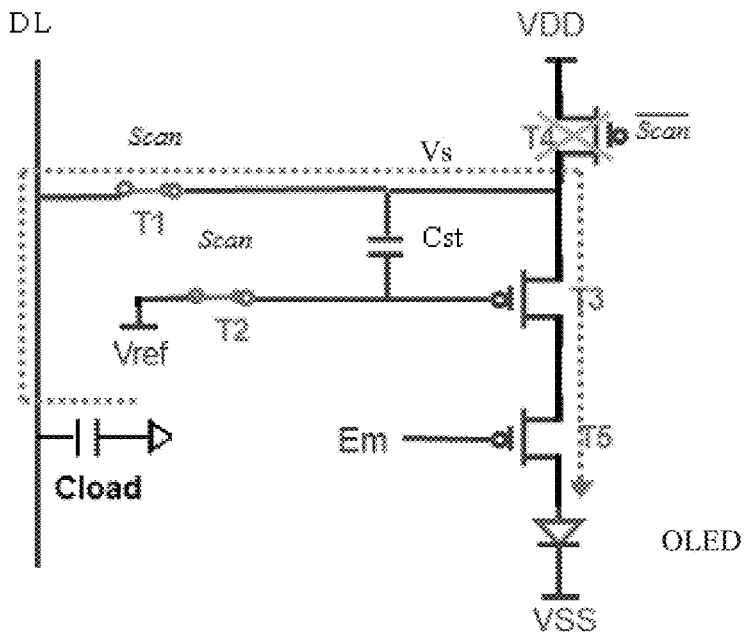 DL
VDD
Scan
T4
Scan
Vs
T1
Scan
Cst
T2
T3
Vref
Em
T5
Cload
OLED
VSS